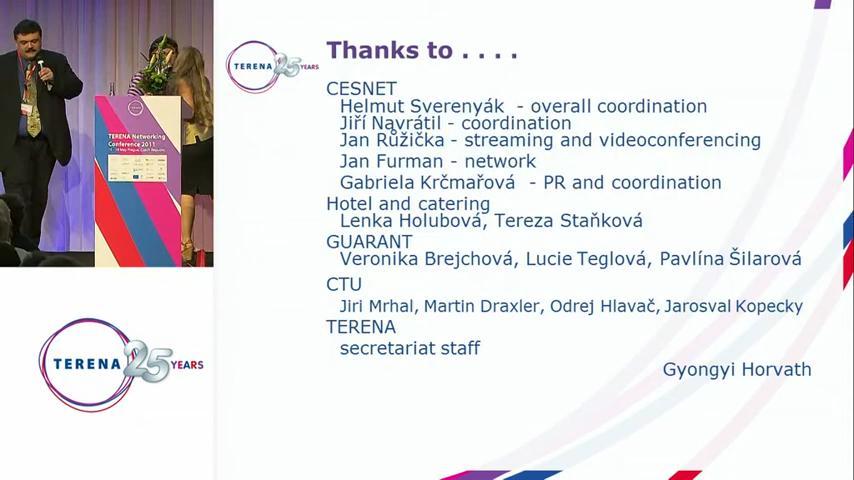 Thanks to . . . .
TERENA 25 YEARS
CESNET
Helmut Sverenyák - overall coordination
Jiří Navrátil - coordination
Jan Růžička - streaming and videoconferencing
Jan Furman - network
Gabriela Krčmařová - PR and coordination
Hotel and catering
Lenka Holubová, Tereza Staňková
GUARANT
Veronika Brejchová, Lucie Teglová, Pavlína Šilarová
CTU
Jiri Mrhal, Martin Draxler, Odrej Hlavač, Jarosval Kopecky
TERENA
secretariat staff
Gyongyi Horvath
TERENA Networking
Conference 2011
TERENA 25 YEARS